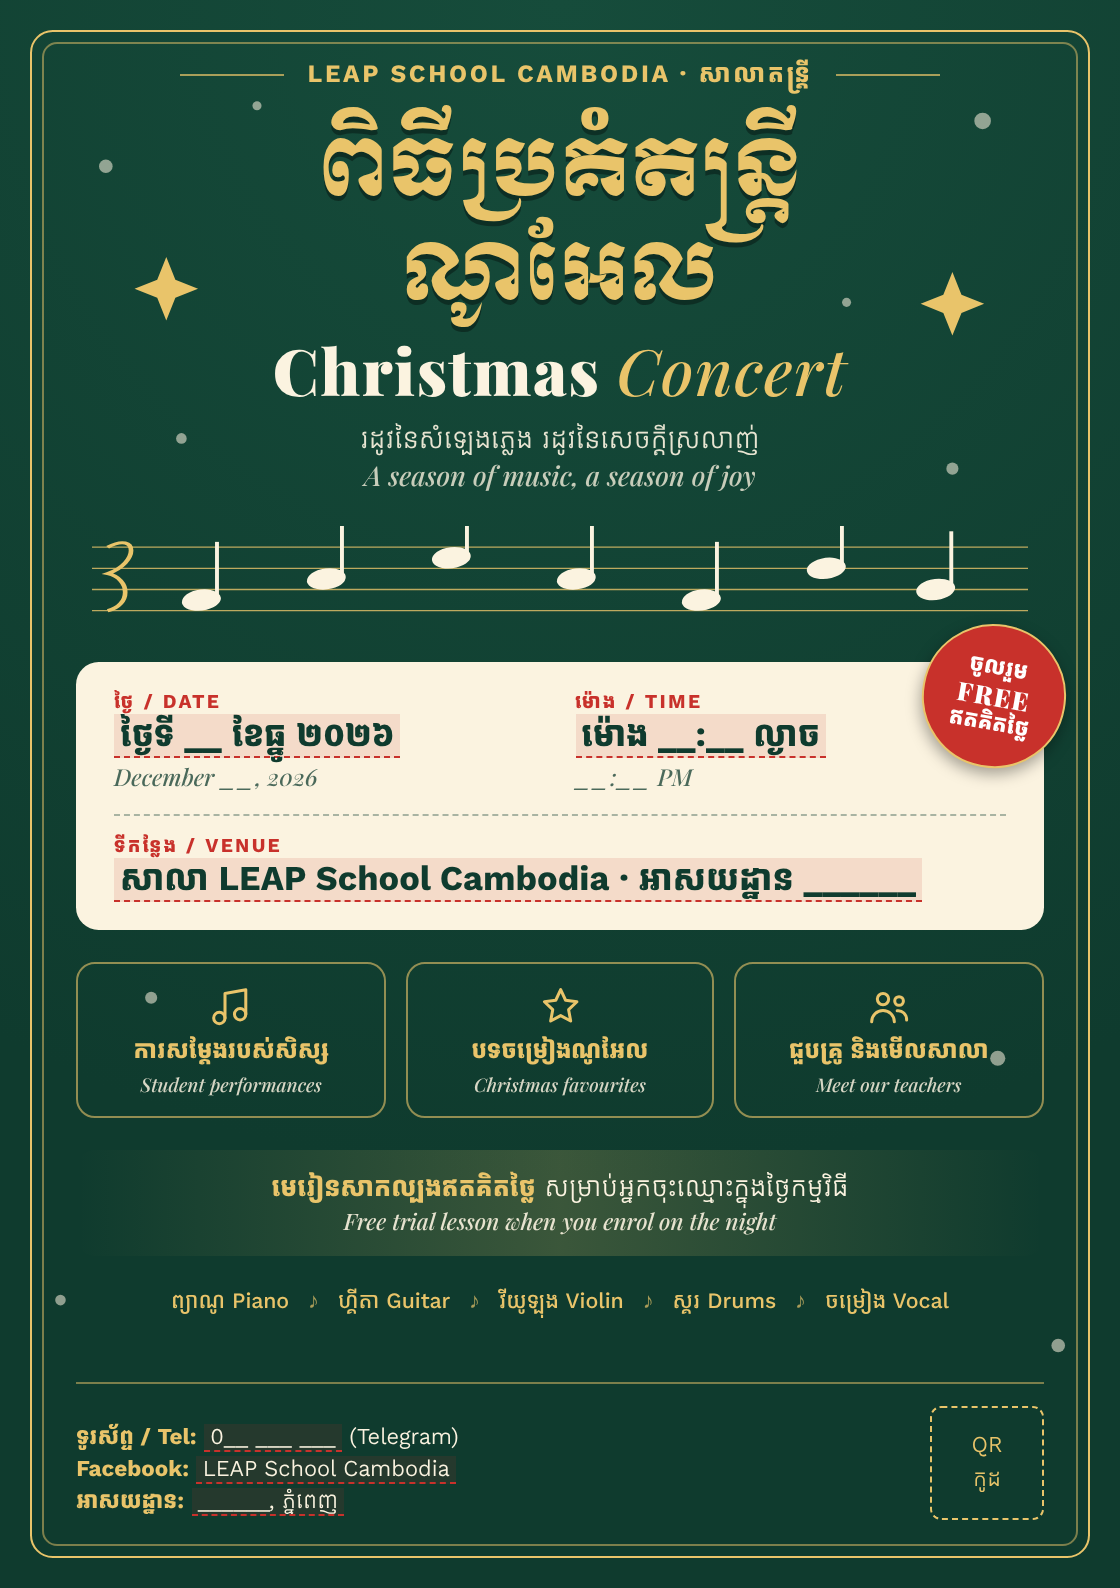 LEAP SCHOOL CAMBODIA · សាលាតន្ត្រី
ពិធីប្រគំតន្ត្រី
ណូអែល
Christmas Concert
រដូវនៃសំឡេងភ្លេង រដូវនៃសេចក្តីស្រលាញ់
A season of music, a season of joy
ចូលរួម
FREE
ឥតគិតថ្លៃ
ថ្ងៃ / DATE
ថ្ងៃទី __ ខែធ្នូ ២០២៦
December __, 2026
ម៉ោង / TIME
ម៉ោង __:__ ល្ងាច
__:__ PM
ទីកន្លែង / VENUE
សាលា LEAP School Cambodia · អាសយដ្ឋាន ______
ការសម្តែងរបស់សិស្ស
Student performances
បទចម្រៀងណូអែល
Christmas favourites
ជួបគ្រូ និងមើលសាលា
Meet our teachers
មេរៀនសាកល្បងឥតគិតថ្លៃ សម្រាប់អ្នកចុះឈ្មោះក្នុងថ្ងៃកម្មវិធី
Free trial lesson when you enrol on the night
ព្យាណូ Piano ♪ ហ្គីតា Guitar ♪ វីយូឡុង Violin ♪ ស្គរ Drums ♪ ចម្រៀង Vocal
ទូរស័ព្ទ / Tel: 0__ ___ ___ (Telegram)
Facebook: LEAP School Cambodia
អាសយដ្ឋាន: ______, ភ្នំពេញ
QR
កូដ